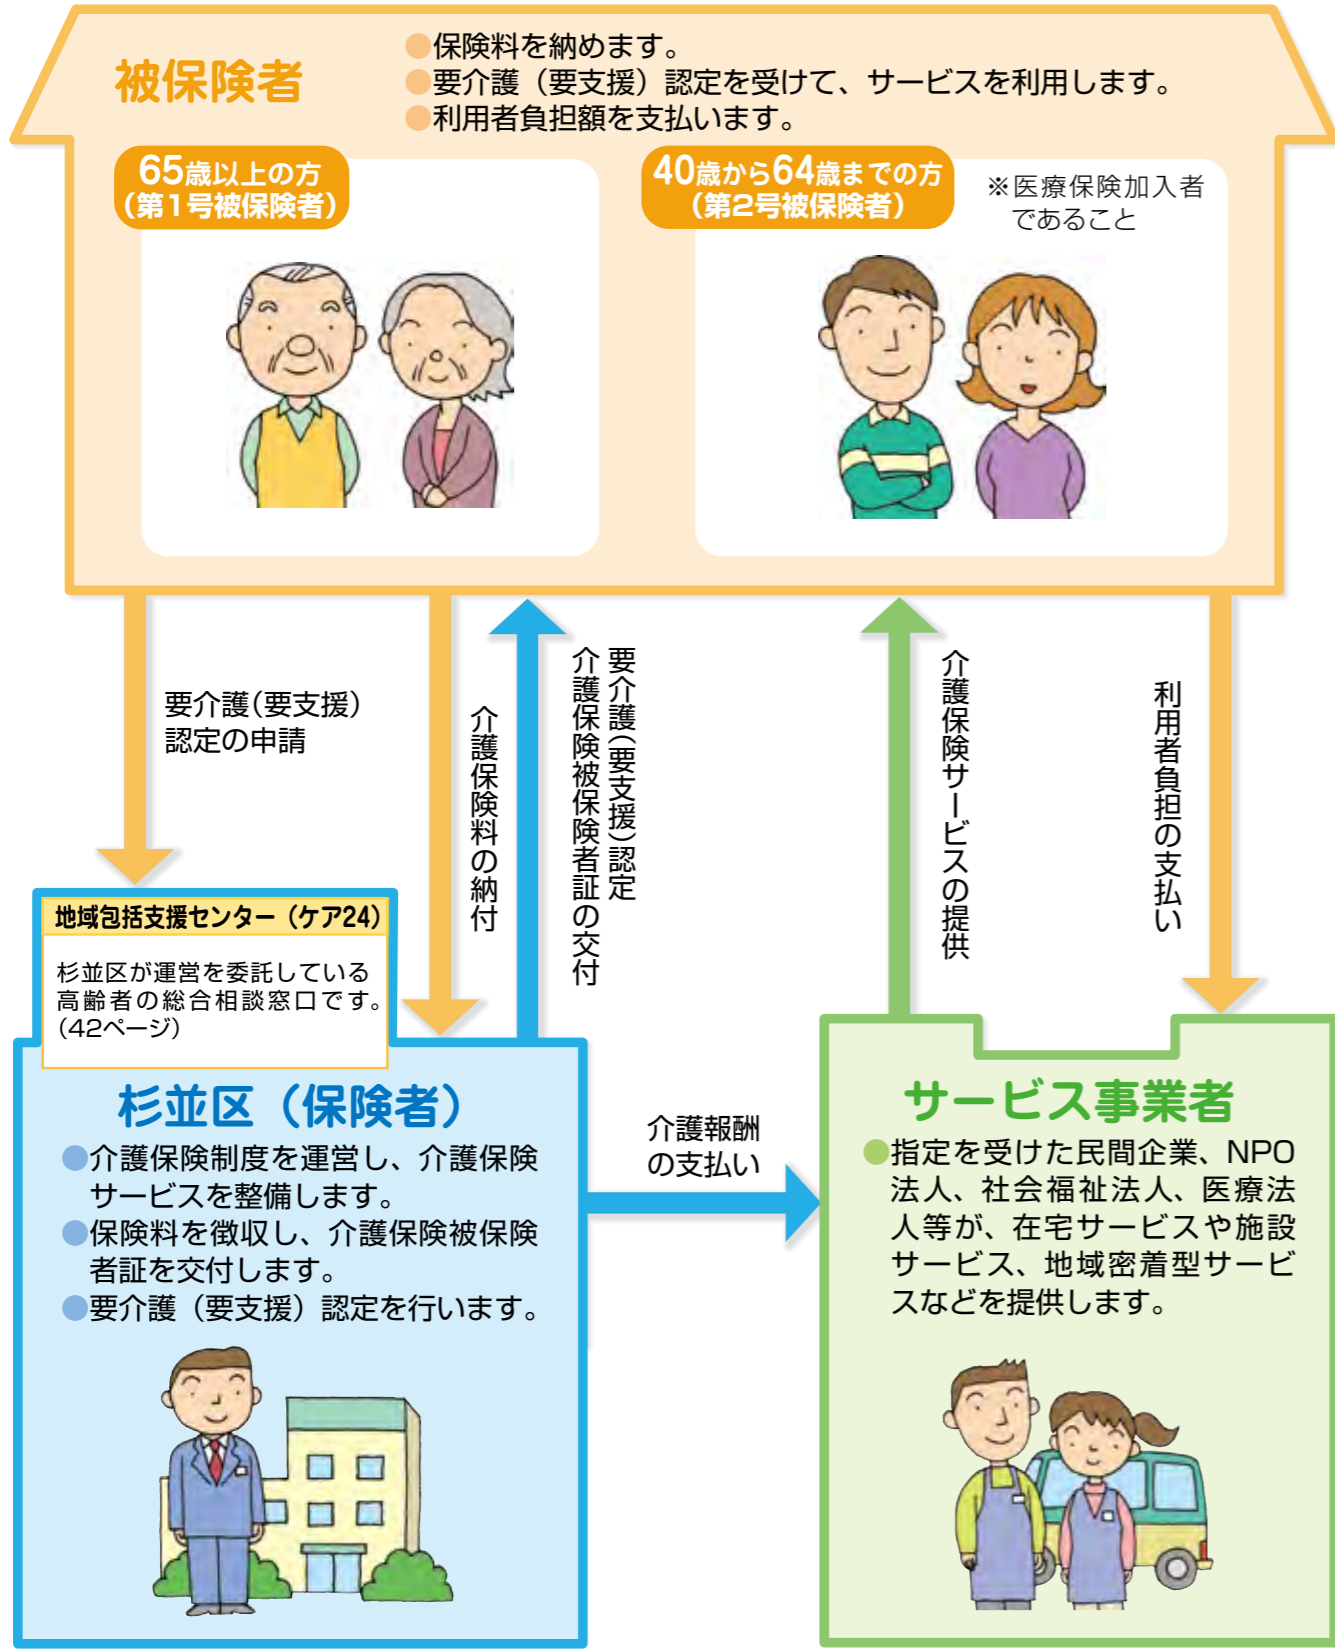 被保険者
●保険料を納めます。
●要介護（要支援）認定を受けて、サービスを利用します。
●利用者負担額を支払います。
65歳以上の方
（第1号被保険者）
40歳から64歳までの方
（第2号被保険者）
※医療保険加入者
であること
要介護（要支援）
認定の申請
介護保険料の納付
要介護（要支援）認定
介護保険被保険者証の交付
介護保険サービスの提供
利用者負担の支払い
地域包括支援センター（ケア24）
杉並区が運営を委託している
高齢者の総合相談窓口です。
（42ページ）
杉並区（保険者）
●介護保険制度を運営し、介護保険
サービスを整備します。
●保険料を徴収し、介護保険被保険
者証を交付します。
●要介護（要支援）認定を行います。
介護報酬
の支払い
サービス事業者
●指定を受けた民間企業、NPO
法人、社会福祉法人、医療法
人等が、在宅サービスや施設
サービス、地域密着型サービ
スなどを提供します。